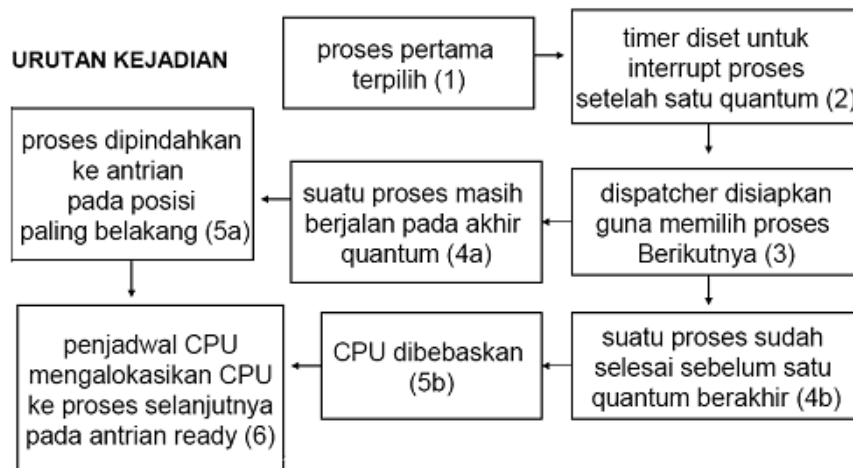 URUTAN KEJADIAN
proses pertama
terpilih (1)
timer diset untuk
interrupt proses
setelah satu quantum (2)
dispatcher disiapkan
guna memilih proses
Berikutnya (3)
suatu proses masih
berjalan pada akhir
quantum (4a)
proses dipindahkan
ke antrian
pada posisi
paling belakang (5a)
suatu proses sudah
selesai sebelum satu
quantum berakhir (4b)
CPU dibebaskan
(5b)
penjadwal CPU
mengalokasikan CPU
ke proses selanjutnya
pada antrian ready (6)